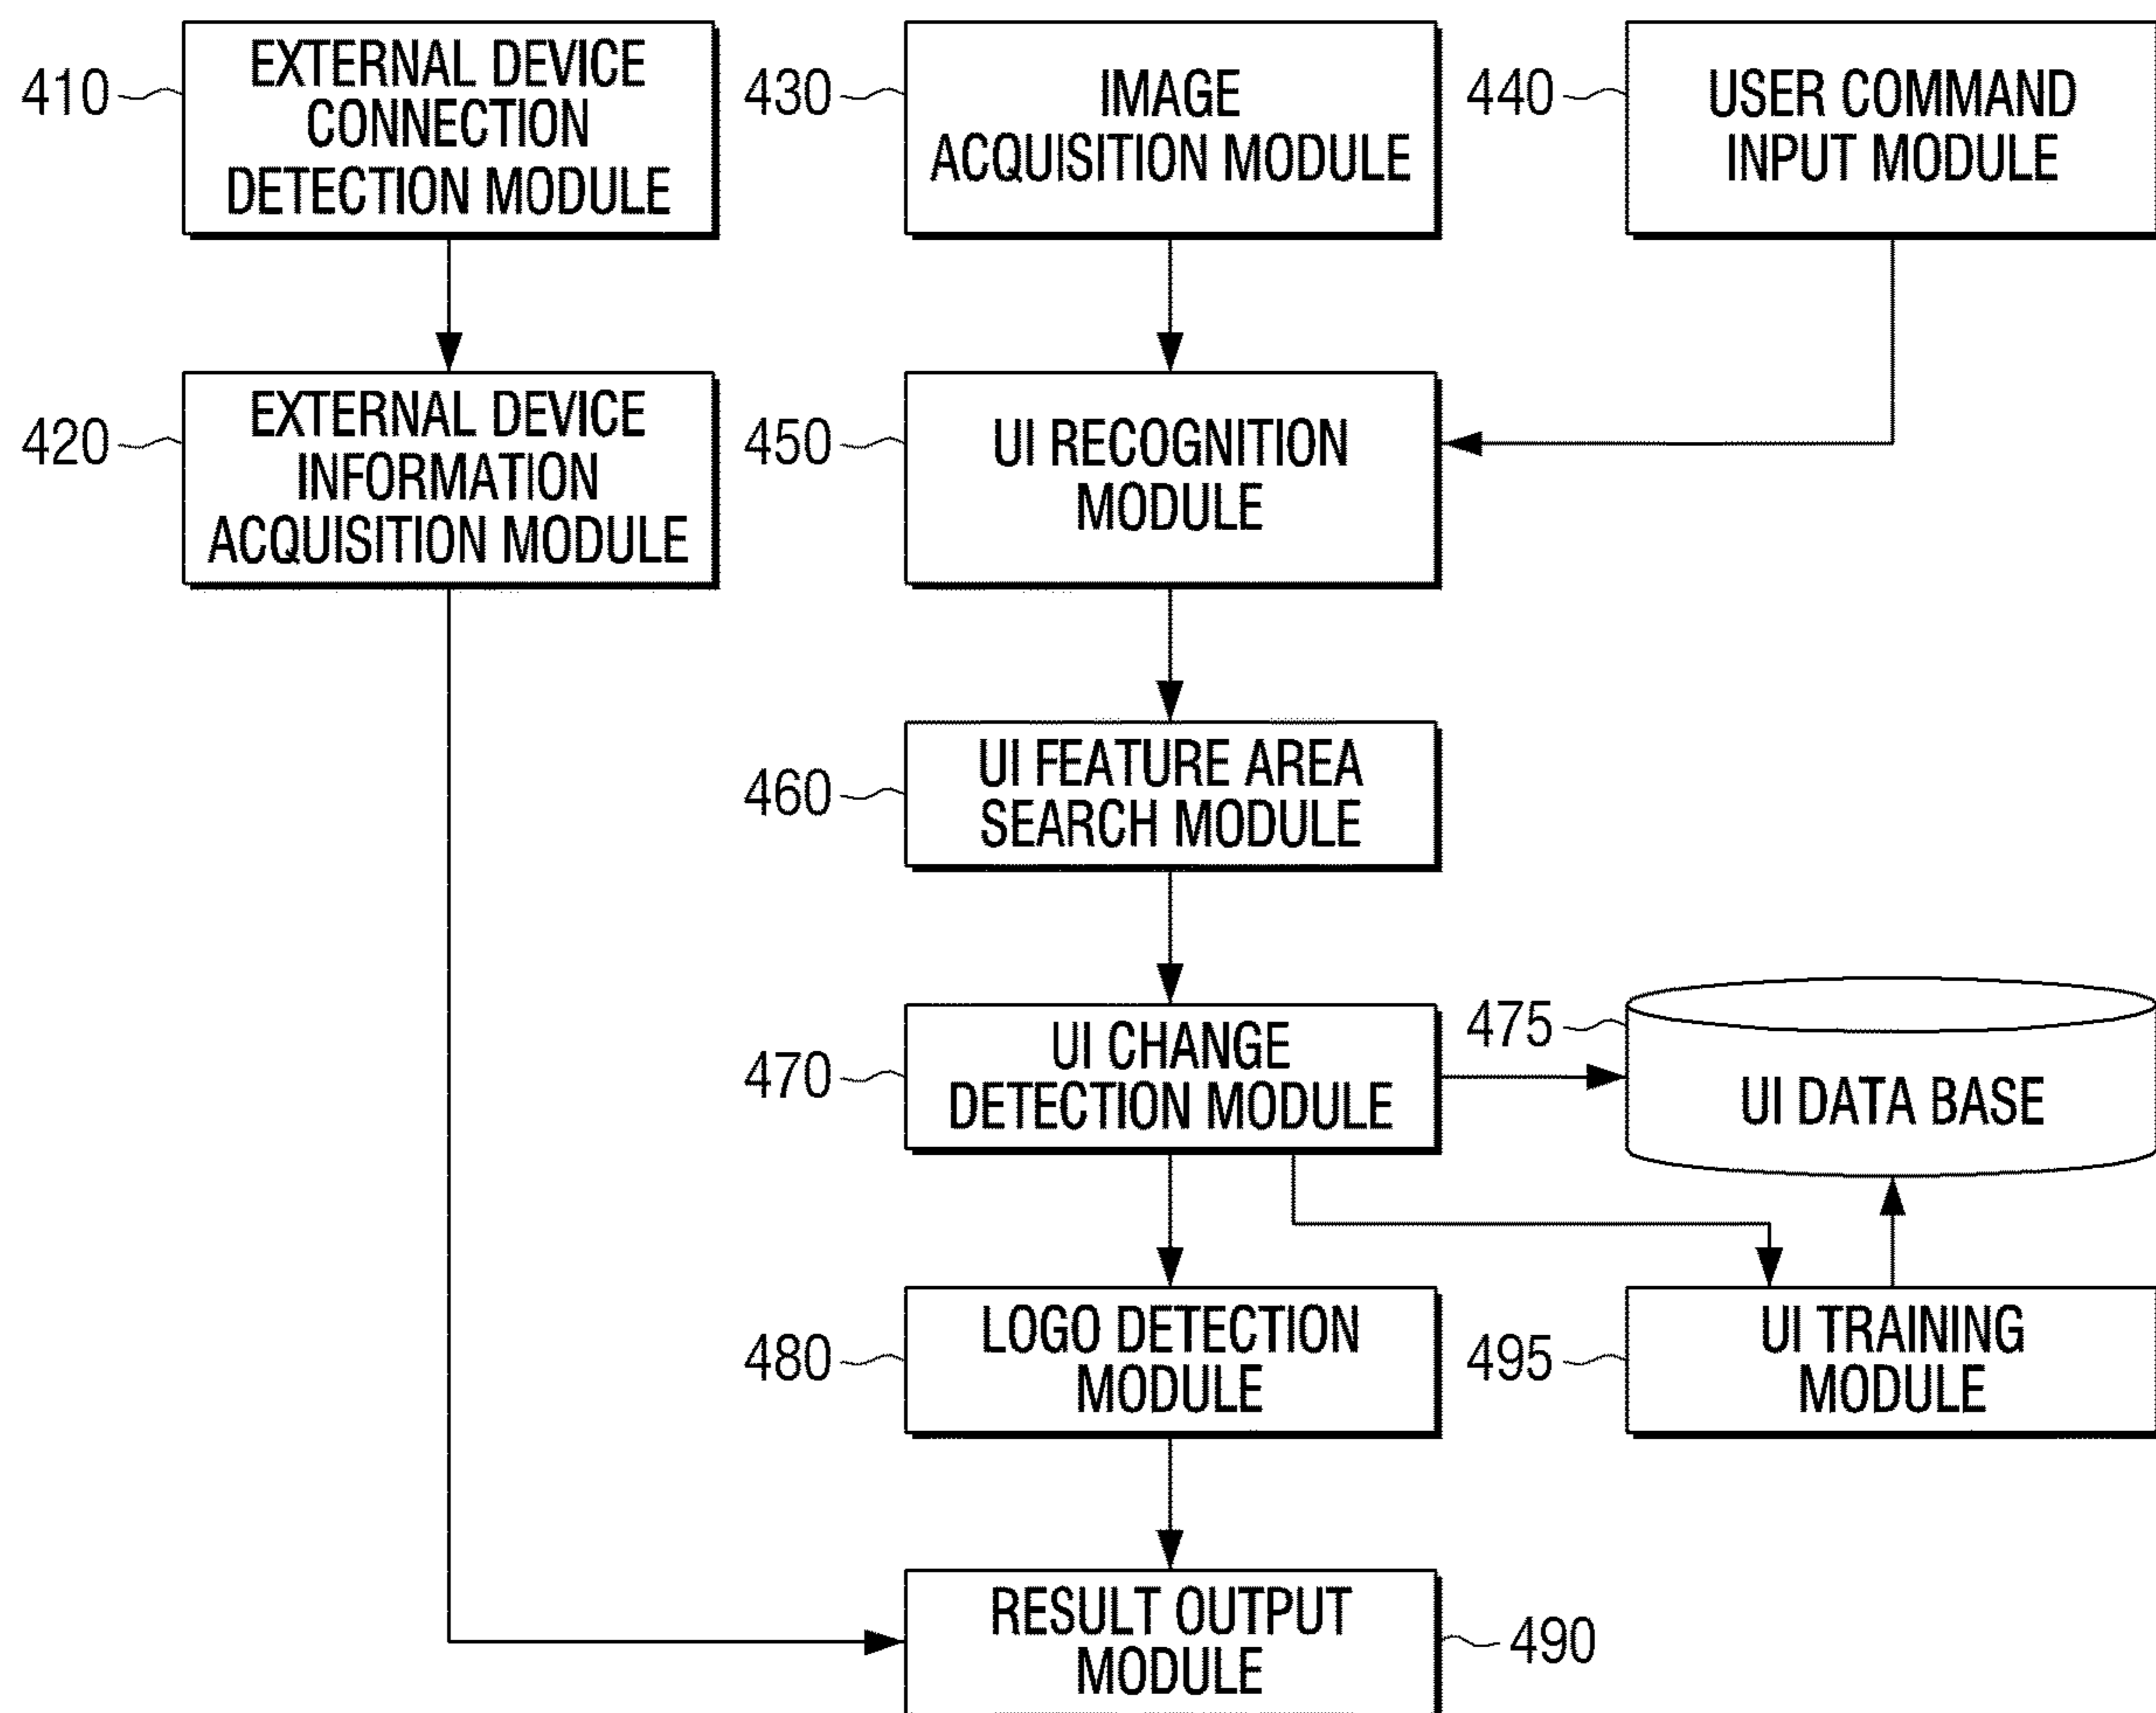 410
EXTERNAL DEVICE
CONNECTION
DETECTION MODULE
430
IMAGE
ACQUISITION MODULE
440
USER COMMAND
INPUT MODULE
420
EXTERNAL DEVICE
INFORMATION
ACQUISITION MODULE
450
UI RECOGNITION
MODULE
460
UI FEATURE AREA
SEARCH MODULE
470
UI CHANGE
DETECTION MODULE
475
UI DATA BASE
480
LOGO DETECTION
MODULE
495
UI TRAINING
MODULE
RESULT OUTPUT
MODULE
490